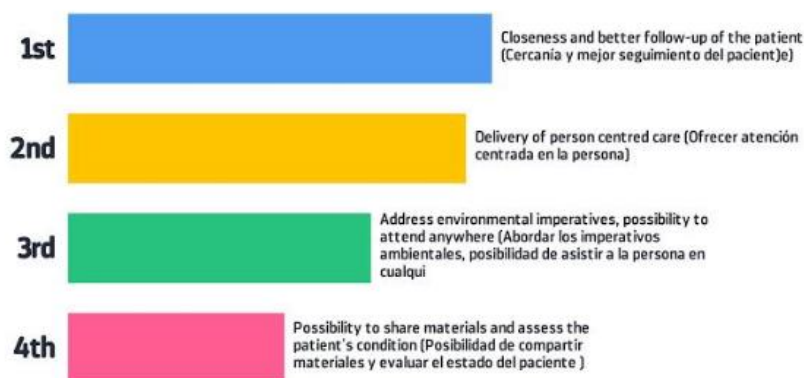 1st
Closeness and better follow-up of the patient
(Cercanía y mejor seguimiento del pacient)e)
2nd
Delivery of person centred care (Ofrecer atención
centrada en la persona)
3rd
Address environmental imperatives, possibility to
attend anywhere (Abordar los imperativos
ambientales, posibilidad de asistir a la persona en
cualqui
4th
Possibility to share materials and assess the
patient's condition (Posibilidad de compartir
materiales y evaluar el estado del paciente )